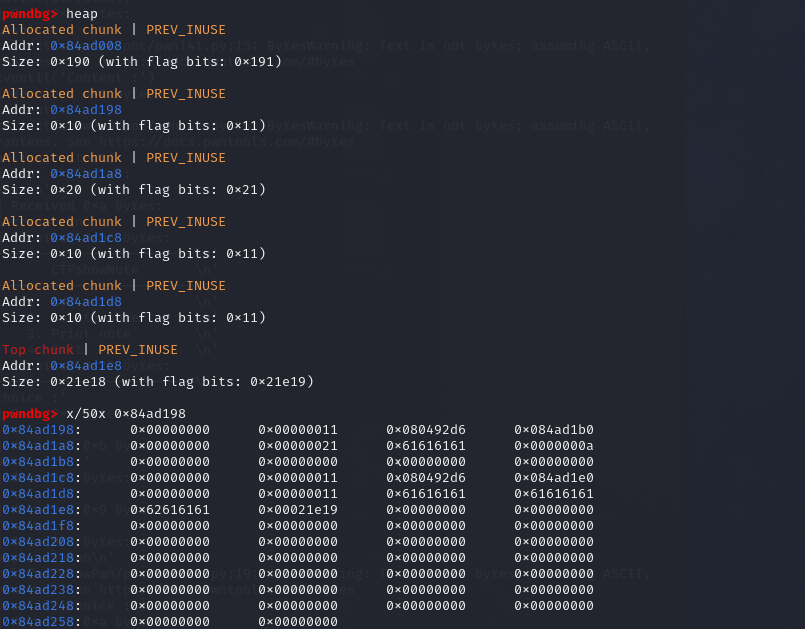 pwndbg> heap
Allocated chunk | PREV_INUSE
Addr: 0x84ad008
Size: 0x190 (with flag bits: 0x191)
Allocated chunk | PREV_INUSE
Addr: 0x84ad198
Size: 0x10 (with flag bits: 0x11)
Allocated chunk | PREV_INUSE
Addr: 0x84ad1a8
Size: 0x20 (with flag bits: 0x21)
Allocated chunk | PREV_INUSE
Addr: 0x84ad1c8
Size: 0x10 (with flag bits: 0x11)
Allocated chunk | PREV_INUSE
Addr: 0x84ad1d8
Size: 0x10 (with flag bits: 0x11)
Top chunk | PREV_INUSE
Addr: 0x84ad1e8
Size: 0x21e18 (with flag bits: 0x21e19)
pwndbg> x/50x 0x84ad198
0x84ad198: 0x00000000 0x00000011 0x080492d6 0x084ad1b0
0x84ad1a8: 0x00000000 0x00000021 0x61616161 0x0000000a
0x84ad1b8: 0x00000000 0x00000000 0x00000000 0x00000000
0x84ad1c8: 0x00000000 0x00000011 0x080492d6 0x084ad1e0
0x84ad1d8: 0x00000000 0x00000011 0x61616161 0x61616161
0x84ad1e8: 0x62616161 0x00021e19 0x00000000 0x00000000
0x84ad1f8: 0x00000000 0x00000000 0x00000000 0x00000000
0x84ad208: 0x00000000 0x00000000 0x00000000 0x00000000
0x84ad218: 0x00000000 0x00000000 0x00000000 0x00000000
0x84ad228: 0x00000000 0x00000000 0x00000000 0x00000000
0x84ad238: 0x00000000 0x00000000 0x00000000 0x00000000
0x84ad248: 0x00000000 0x00000000 0x00000000 0x00000000
0x84ad258: 0x00000000 0x00000000